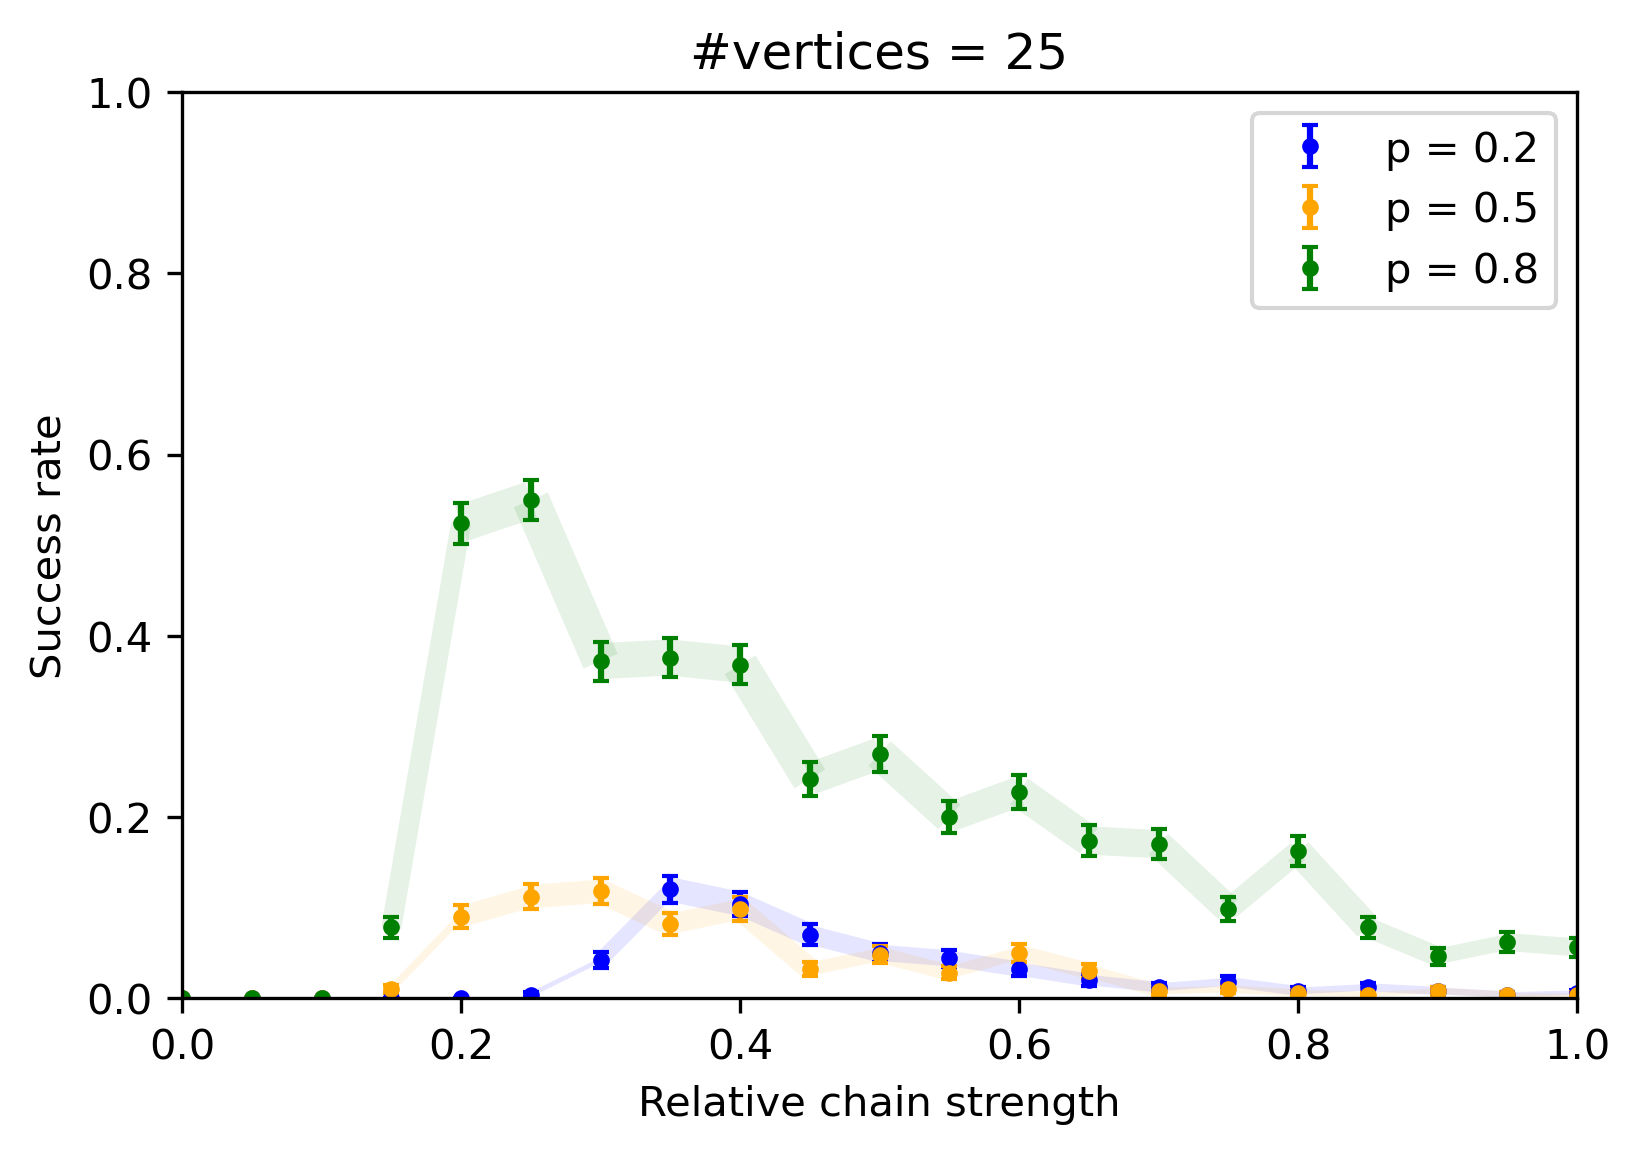 #vertices = 25
1.0
0.8
0.6
0.4
0.2
0.0
Success rate
p = 0.2
p = 0.5
p = 0.8
0.0 0.2 0.4 0.6 0.8 1.0
Relative chain strength